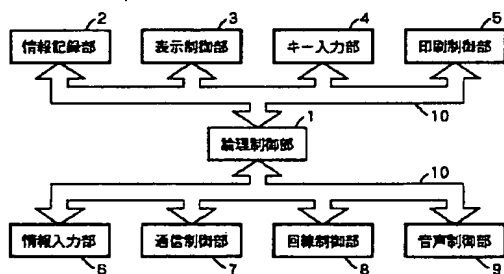 2 3 4 5
情報記録部 表示制御部 キー入力部 印刷制御部
10
1
論理制御部
10
情報入力部 通信制御部 回線制御部 音声制御部
6 7 8 9